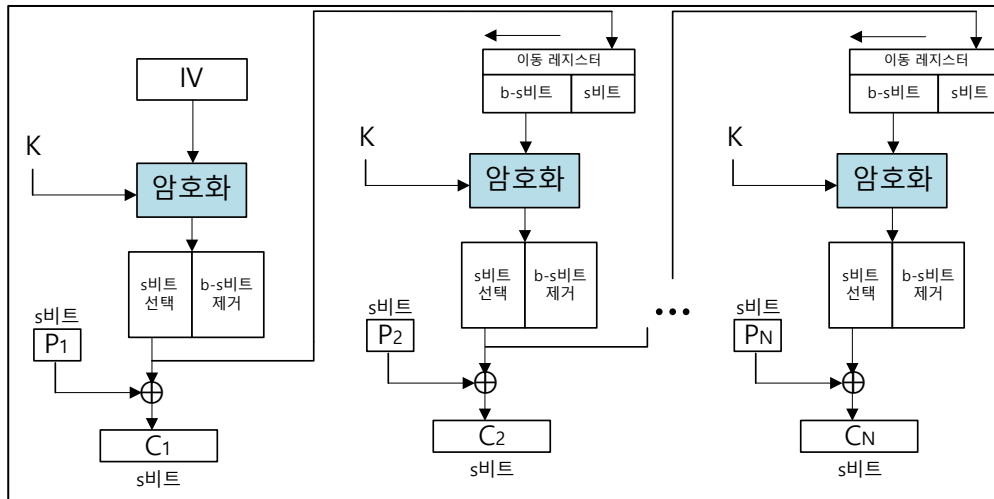 IV
K
암호화
s비트 선택
b-s비트 제거
s비트
P1
C1
s비트
이동 레지스터
b-s비트
s비트
K
암호화
s비트 선택
b-s비트 제거
s비트
P2
C2
s비트
•••
이동 레지스터
b-s비트
s비트
K
암호화
s비트 선택
b-s비트 제거
s비트
PN
CN
s비트